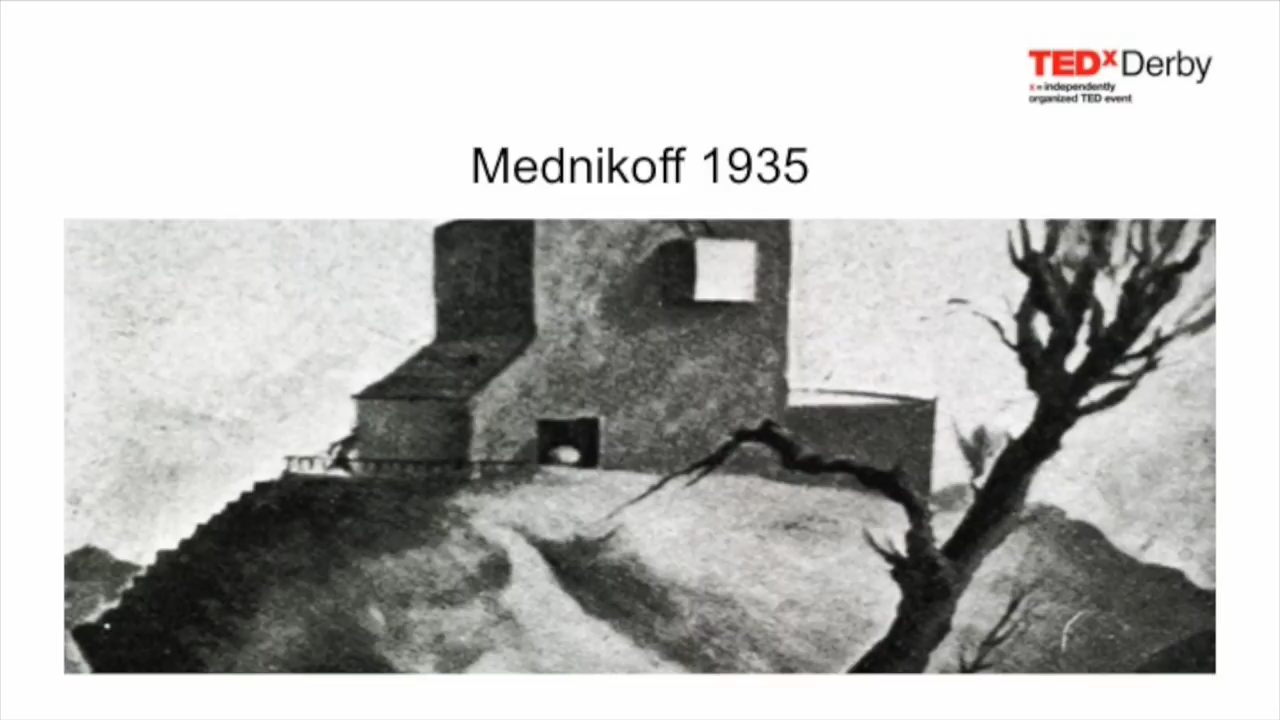 TEDxDerby
x = independently
organized TED event
Mednikoff 1935